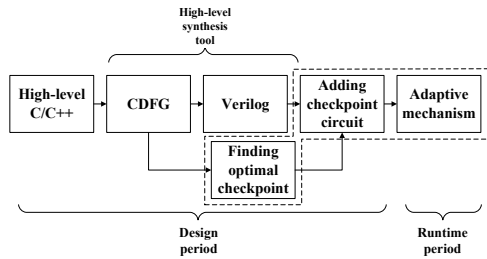 High-level
synthesis
tool
High-level
C/C++
CDFG
Verilog
Adding
checkpoint
circuit
Adaptive
mechanism
Finding
optimal
checkpoint
Design
period
Runtime
period